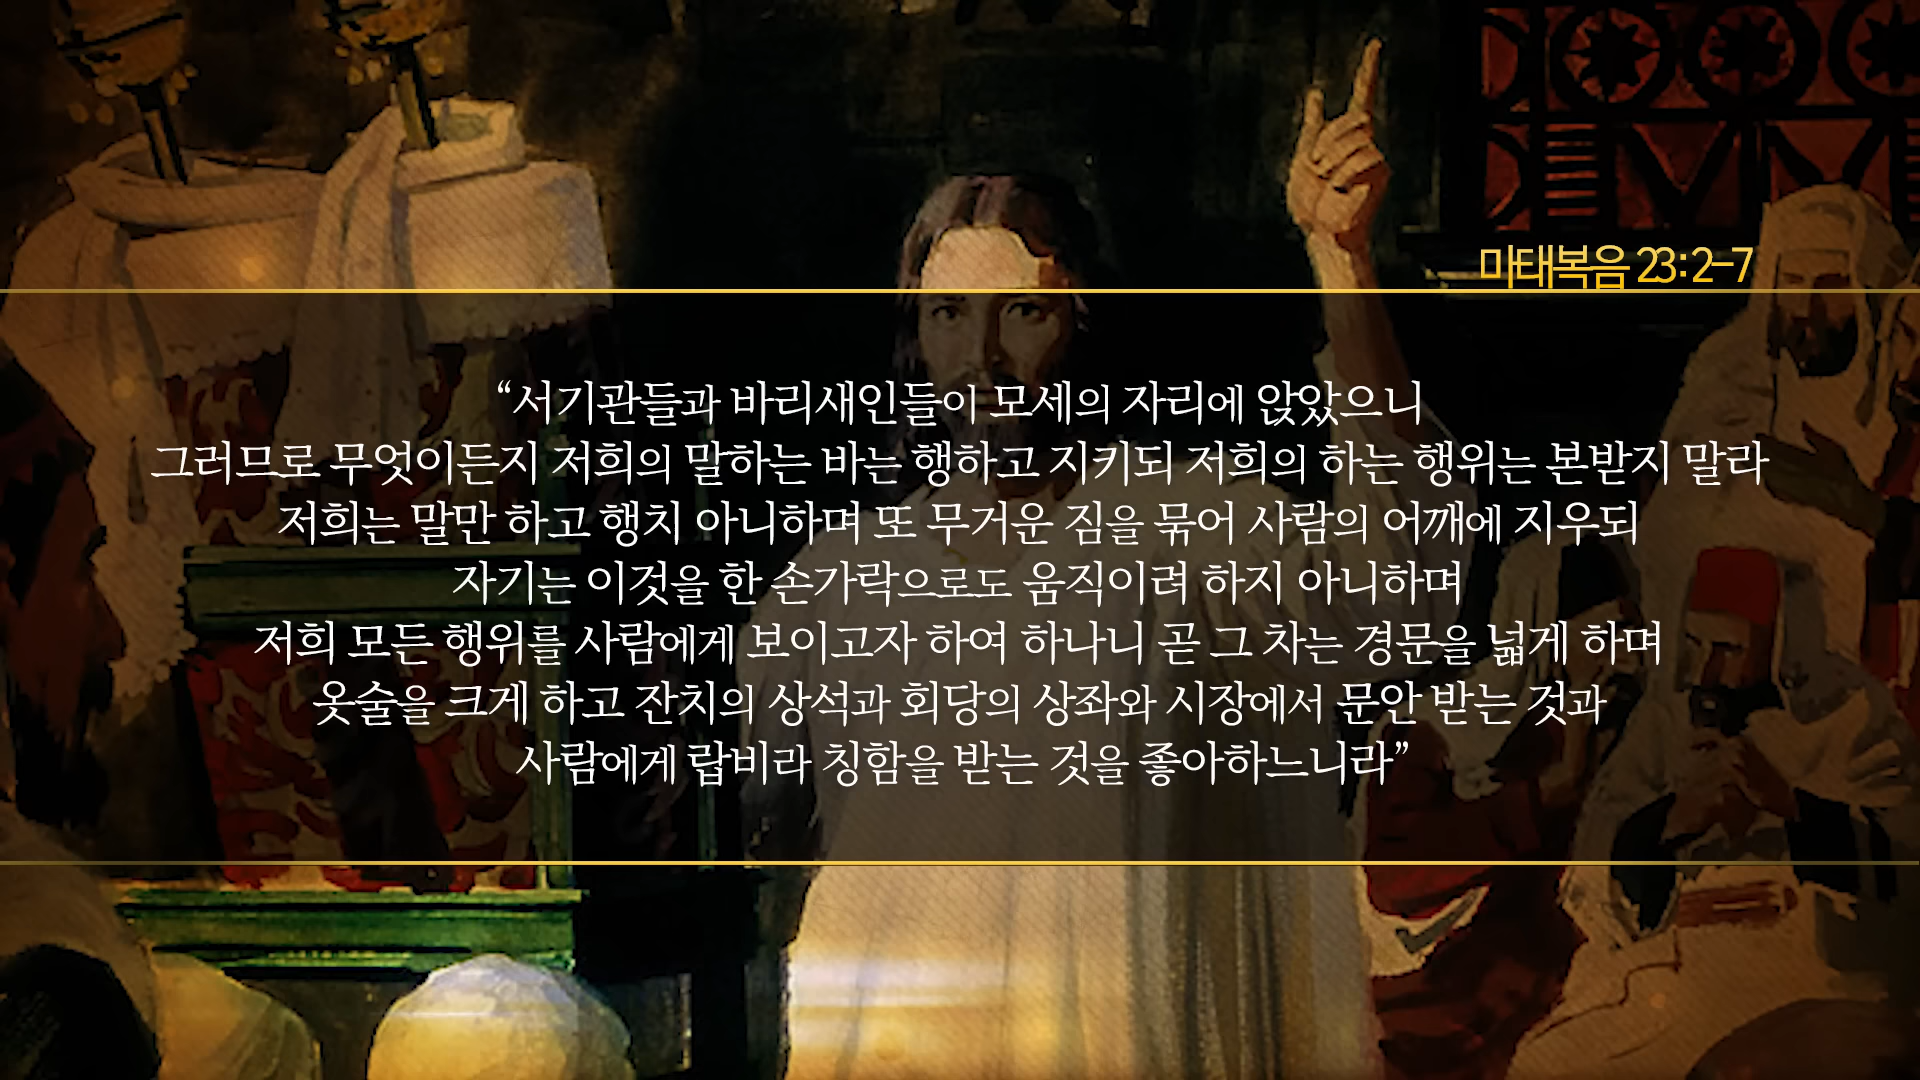 마태복음 23:2-7
“서기관들과 바리새인들이 모세의 자리에 앉았으니
그러므로 무엇이든지 저희의 말하는 바는 행하고 지키되 저희의 하는 행위는 본받지 말라
저희는 말만 하고 행치 아니하며 또 무거운 짐을 묶어 사람의 어깨에 지우되
자기는 이것을 한 손가락으로도 움직이려 하지 아니하며
저희 모든 행위를 사람에게 보이고자 하여 하나니 곧 그 차는 경문을 넓게 하며
옷술을 크게 하고 잔치의 상석과 회당의 상좌와 시장에서 문안 받는 것과
사람에게 랍비라 칭함을 받는 것을 좋아하느니라”